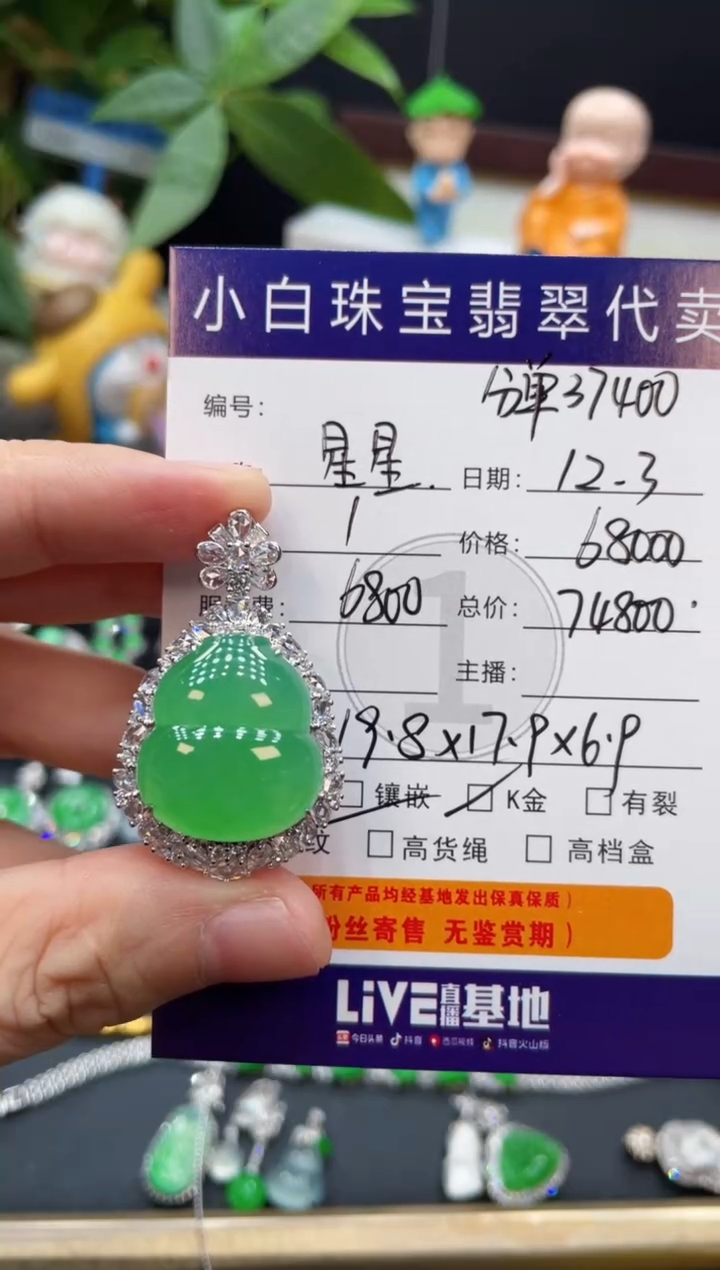 小白珠宝翡翠代卖
分单37400
编号：
星星. 日期： 12.3
1 价格： 68000
服 费： 6800 总价： 74800.
主播：
1
19.8x17.9x6.9
镶嵌 K金 有裂
纹 高货绳 高档盒
所有产品均经基地发出保真保质）
粉丝寄售 无鉴赏期）
LiVE直播基地
今日头条 抖音 西瓜视频 抖音火山版